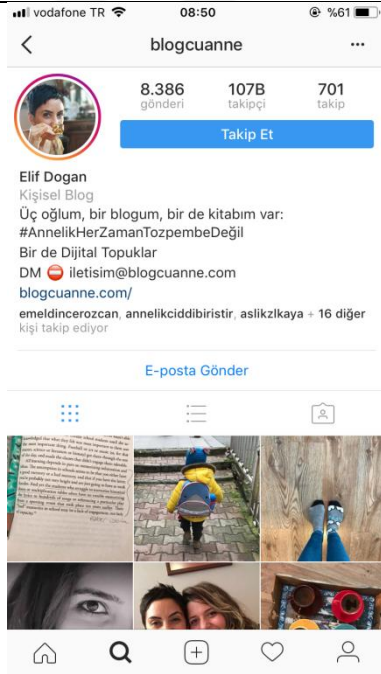 vodafone TR 08:50 %61
blogcuanne
8.386 107B 701
gönderi takipçi takip
Takip Et
Elif Dogan
Kişisel Blog
Üç oğlum, bir blogum, bir de kitabım var:
#AnnelikHerZamanTozpembeDeğil
Bir de Dijital Topuklar
DM ⛔ iletisim@blogcuanne.com
blogcuanne.com/
emeldincerozcan, annelikciddibiristir, aslikzlkaya + 16 diğer
kişi takip ediyor
E-posta Gönder